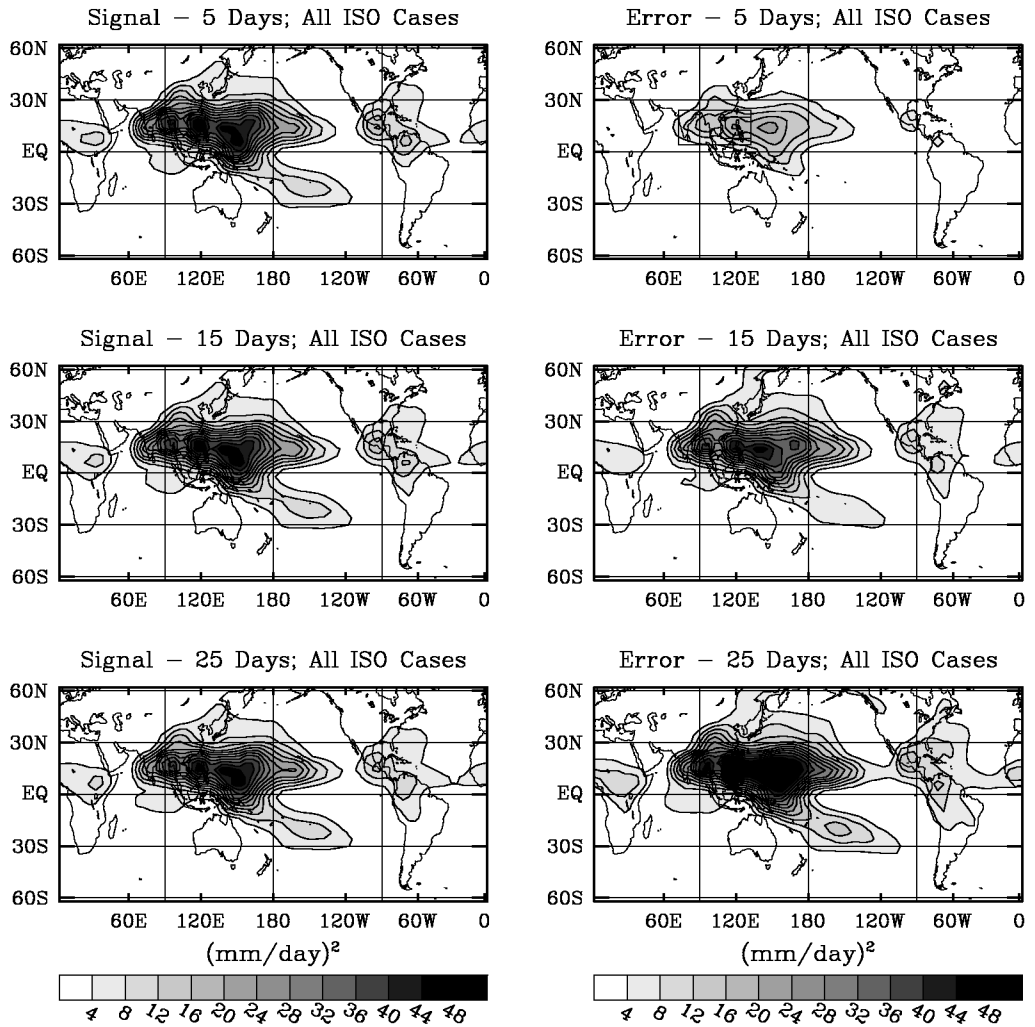 Signal – 5 Days; All ISO Cases
Error – 5 Days; All ISO Cases
60N
30N
EQ
30S
60S
60E 120E 180 120W 60W 0
60N
30N
EQ
30S
60S
60E 120E 180 120W 60W 0
Signal – 15 Days; All ISO Cases
Error – 15 Days; All ISO Cases
60N
30N
EQ
30S
60S
60E 120E 180 120W 60W 0
60N
30N
EQ
30S
60S
60E 120E 180 120W 60W 0
Signal – 25 Days; All ISO Cases
Error – 25 Days; All ISO Cases
60N
30N
EQ
30S
60S
60E 120E 180 120W 60W 0
60N
30N
EQ
30S
60S
60E 120E 180 120W 60W 0
(mm/day)²
(mm/day)²
4 8 12 16 20 24 28 32 36 40 44 48
4 8 12 16 20 24 28 32 36 40 44 48